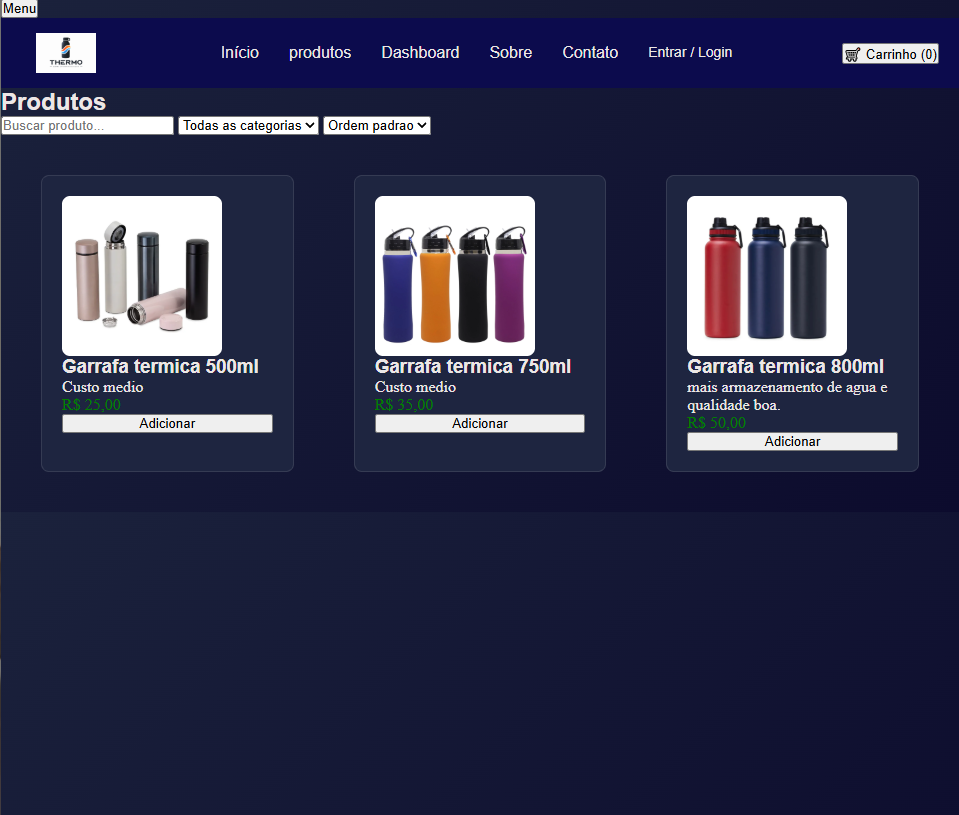 Menu
THERMO
Início produtos Dashboard Sobre Contato Entrar / Login Carrinho (0)
Produtos
Buscar produto... Todas as categorias Ordem padrao
Garrafa termica 500ml
Custo medio
R$ 25,00
Adicionar
Garrafa termica 750ml
Custo medio
R$ 35,00
Adicionar
Garrafa termica 800ml
mais armazenamento de agua e
qualidade boa.
R$ 50,00
Adicionar